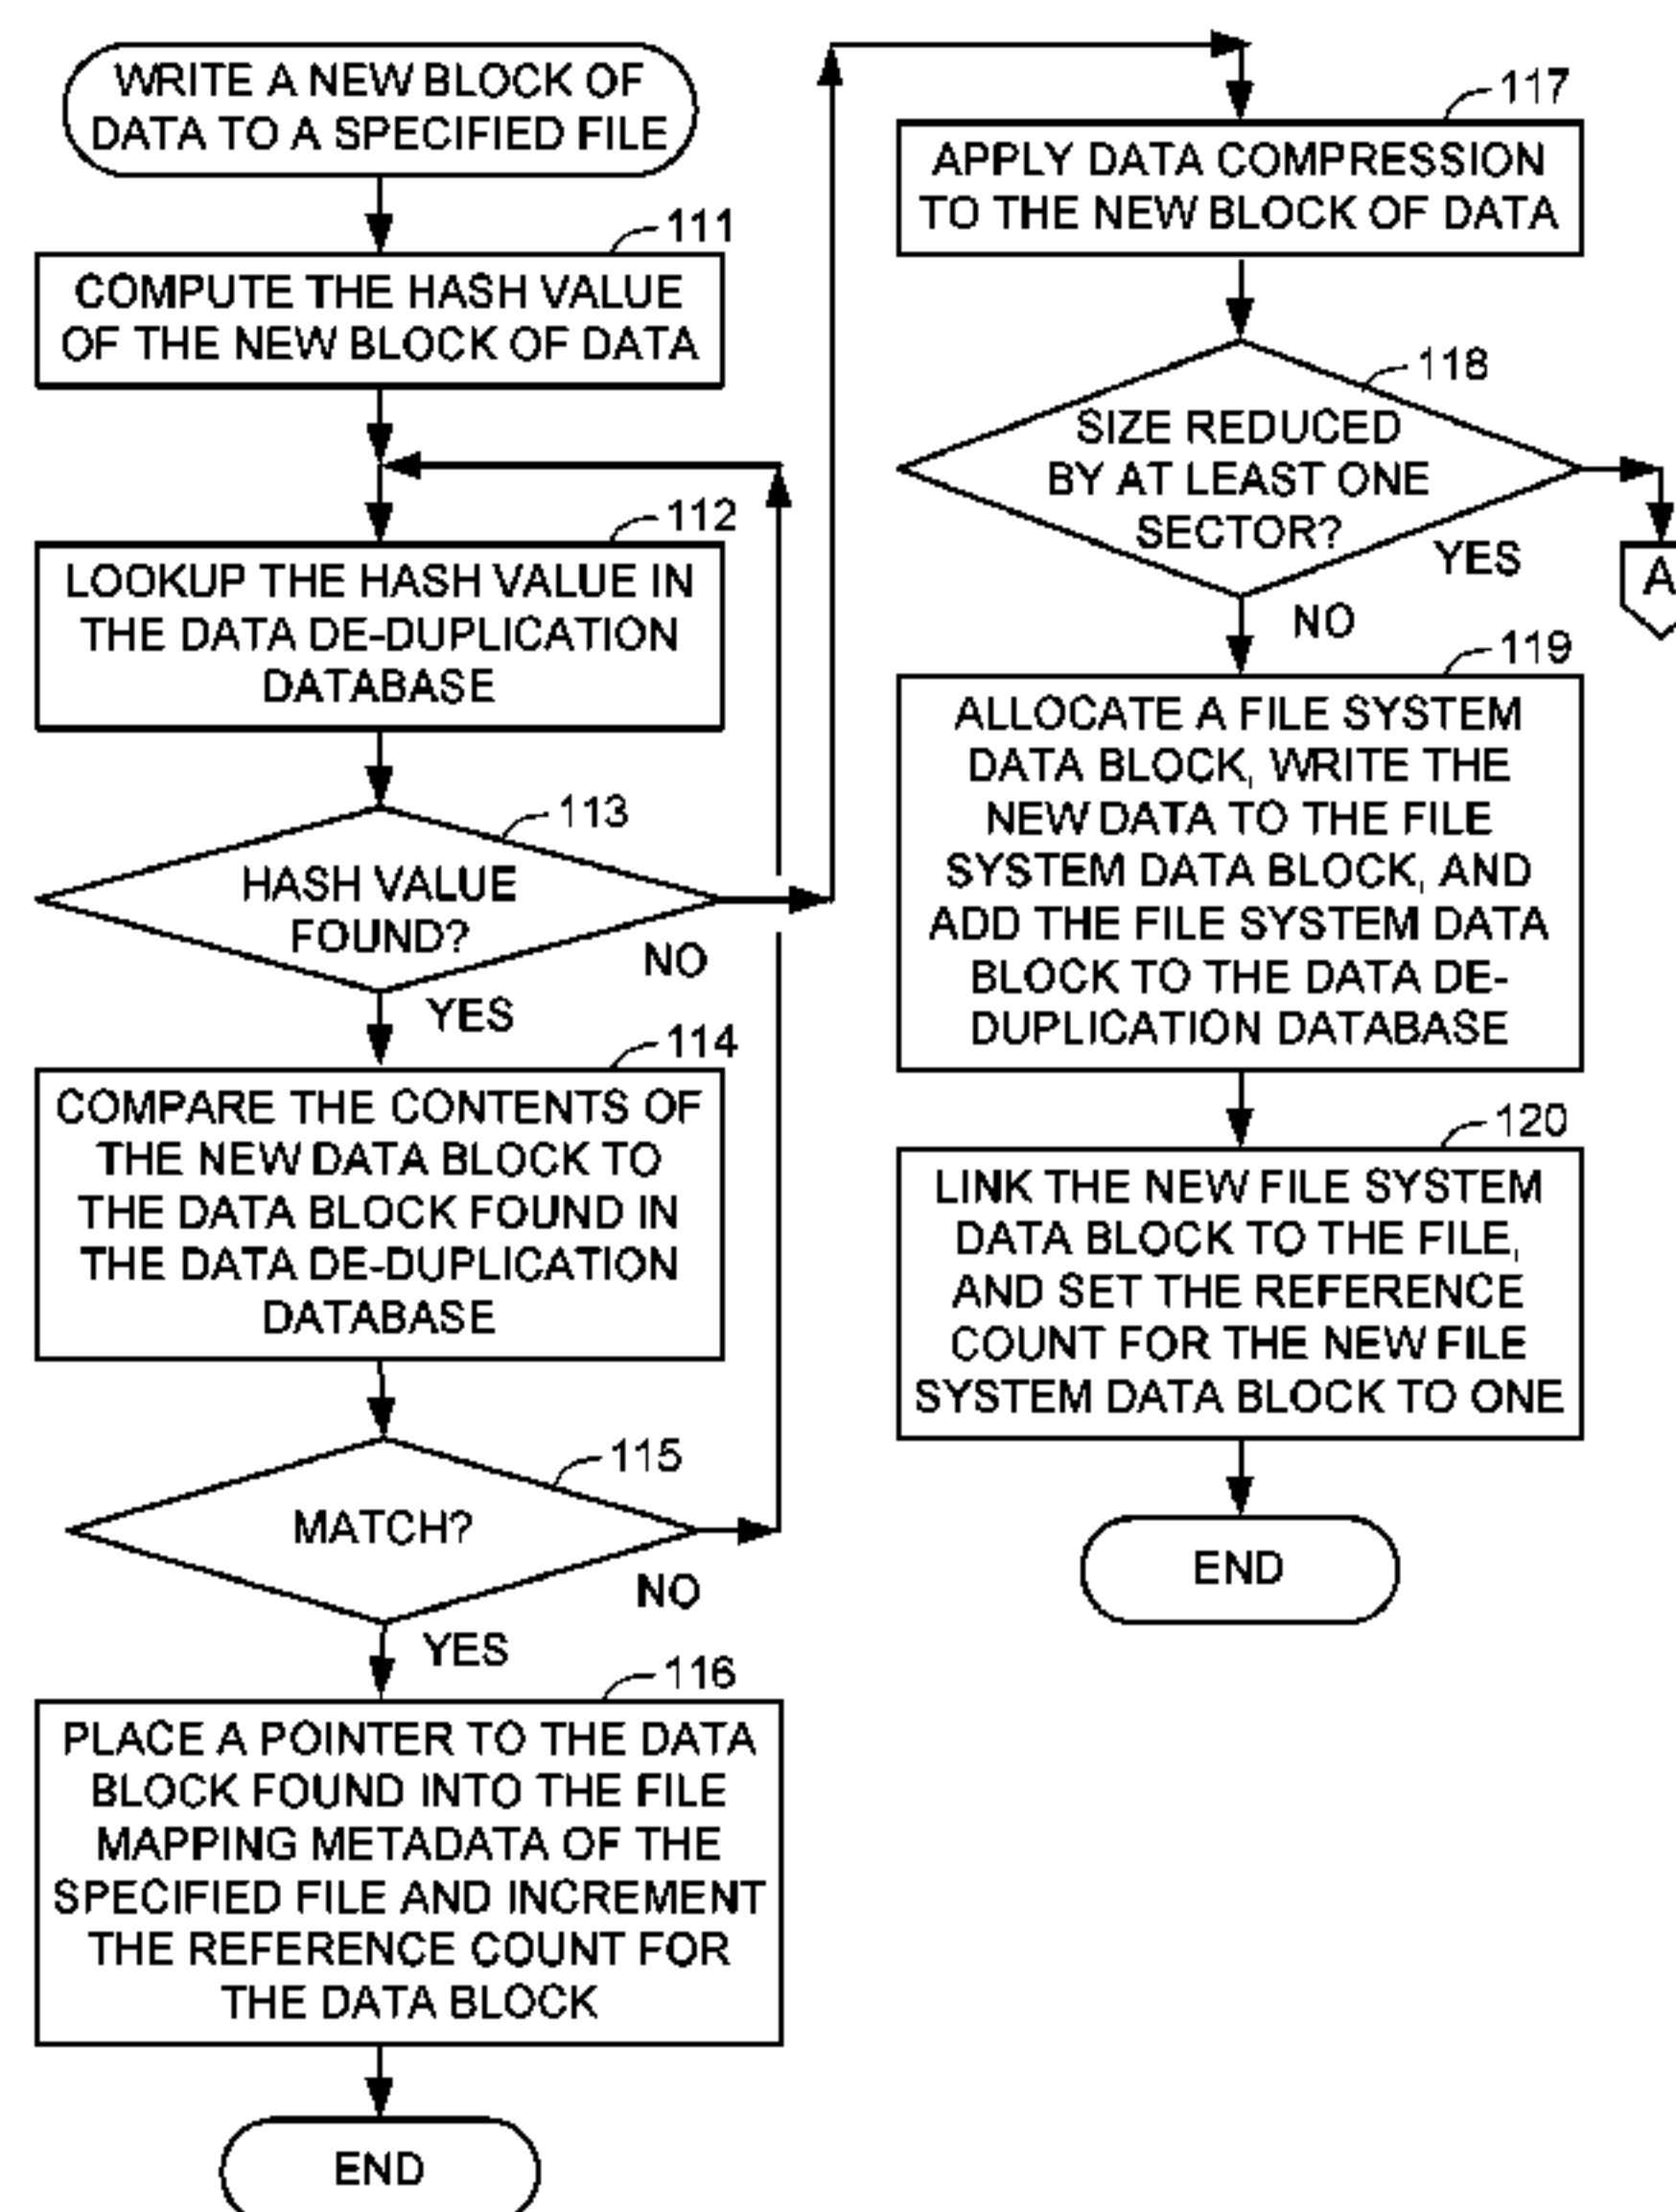 WRITE A NEW BLOCK OF
DATA TO A SPECIFIED FILE
111
COMPUTE THE HASH VALUE
OF THE NEW BLOCK OF DATA
112
LOOKUP THE HASH VALUE IN
THE DATA DE-DUPLICATION
DATABASE
113
HASH VALUE
FOUND?
NO
YES
114
COMPARE THE CONTENTS OF
THE NEW DATA BLOCK TO
THE DATA BLOCK FOUND IN
THE DATA DE-DUPLICATION
DATABASE
115
MATCH?
NO
YES
116
PLACE A POINTER TO THE DATA
BLOCK FOUND INTO THE FILE
MAPPING METADATA OF THE
SPECIFIED FILE AND INCREMENT
THE REFERENCE COUNT FOR
THE DATA BLOCK
END
117
APPLY DATA COMPRESSION
TO THE NEW BLOCK OF DATA
118
SIZE REDUCED
BY AT LEAST ONE
SECTOR?
YES
A
NO
119
ALLOCATE A FILE SYSTEM
DATA BLOCK, WRITE THE
NEW DATA TO THE FILE
SYSTEM DATA BLOCK, AND
ADD THE FILE SYSTEM DATA
BLOCK TO THE DATA DE-
DUPLICATION DATABASE
120
LINK THE NEW FILE SYSTEM
DATA BLOCK TO THE FILE,
AND SET THE REFERENCE
COUNT FOR THE NEW FILE
SYSTEM DATA BLOCK TO ONE
END